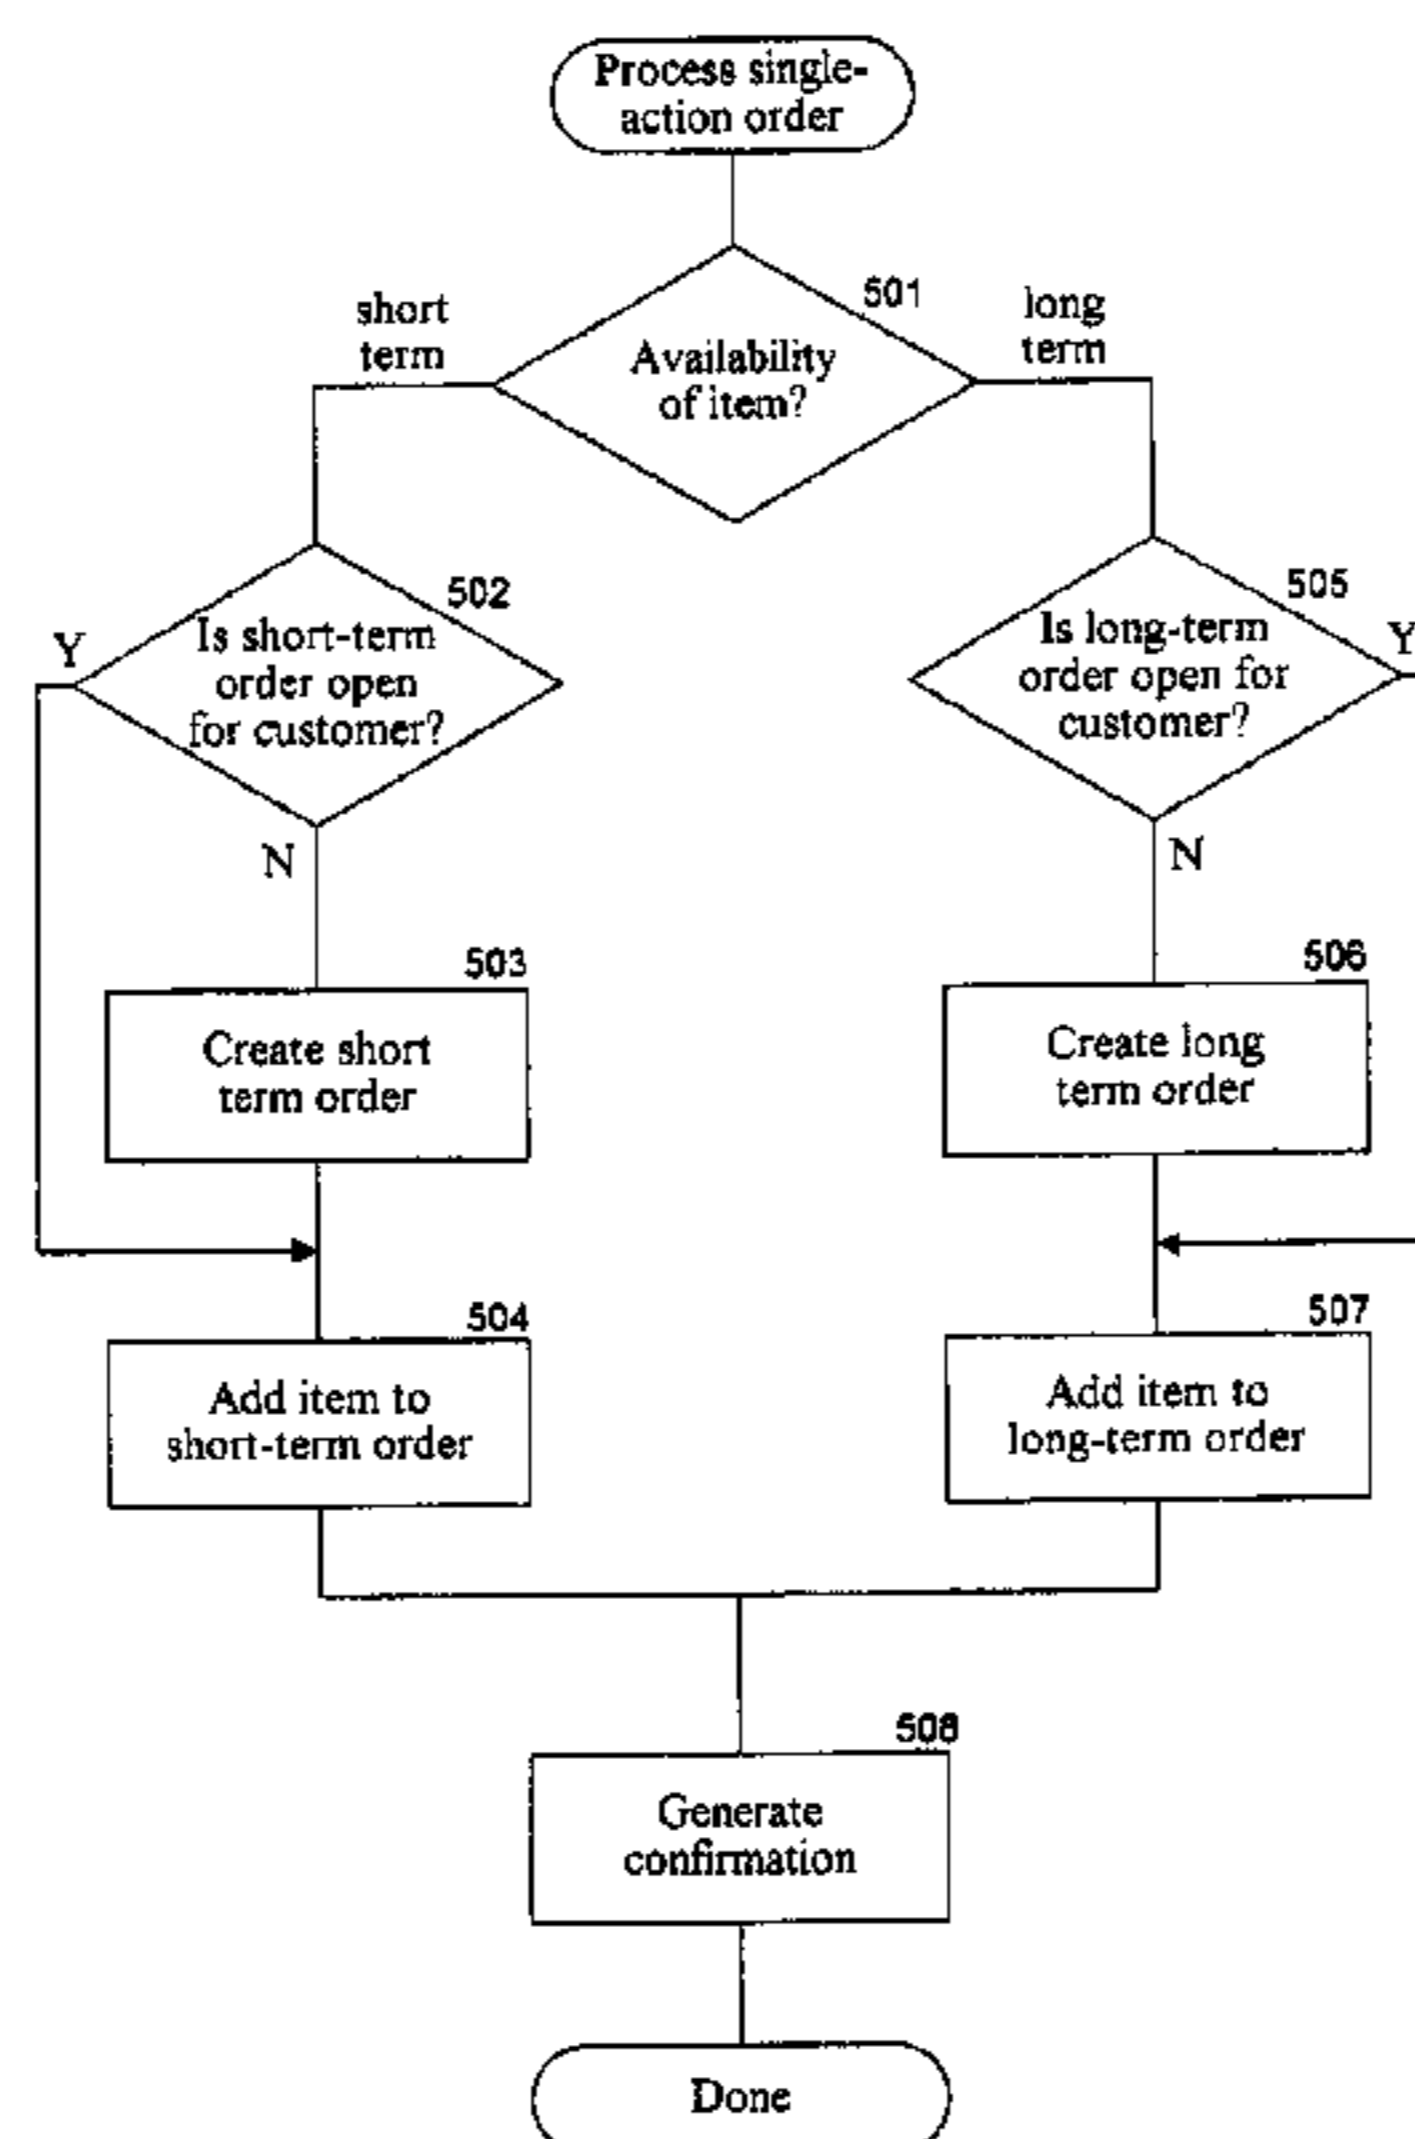 Process single-
action order
501
short
term
long
term
Availability
of item?
502
Y
Is short-term
order open
for customer?
505
Y
Is long-term
order open for
customer?
N
N
503
Create short
term order
506
Create long
term order
504
Add item to
short-term order
507
Add item to
long-term order
508
Generate
confirmation
Done